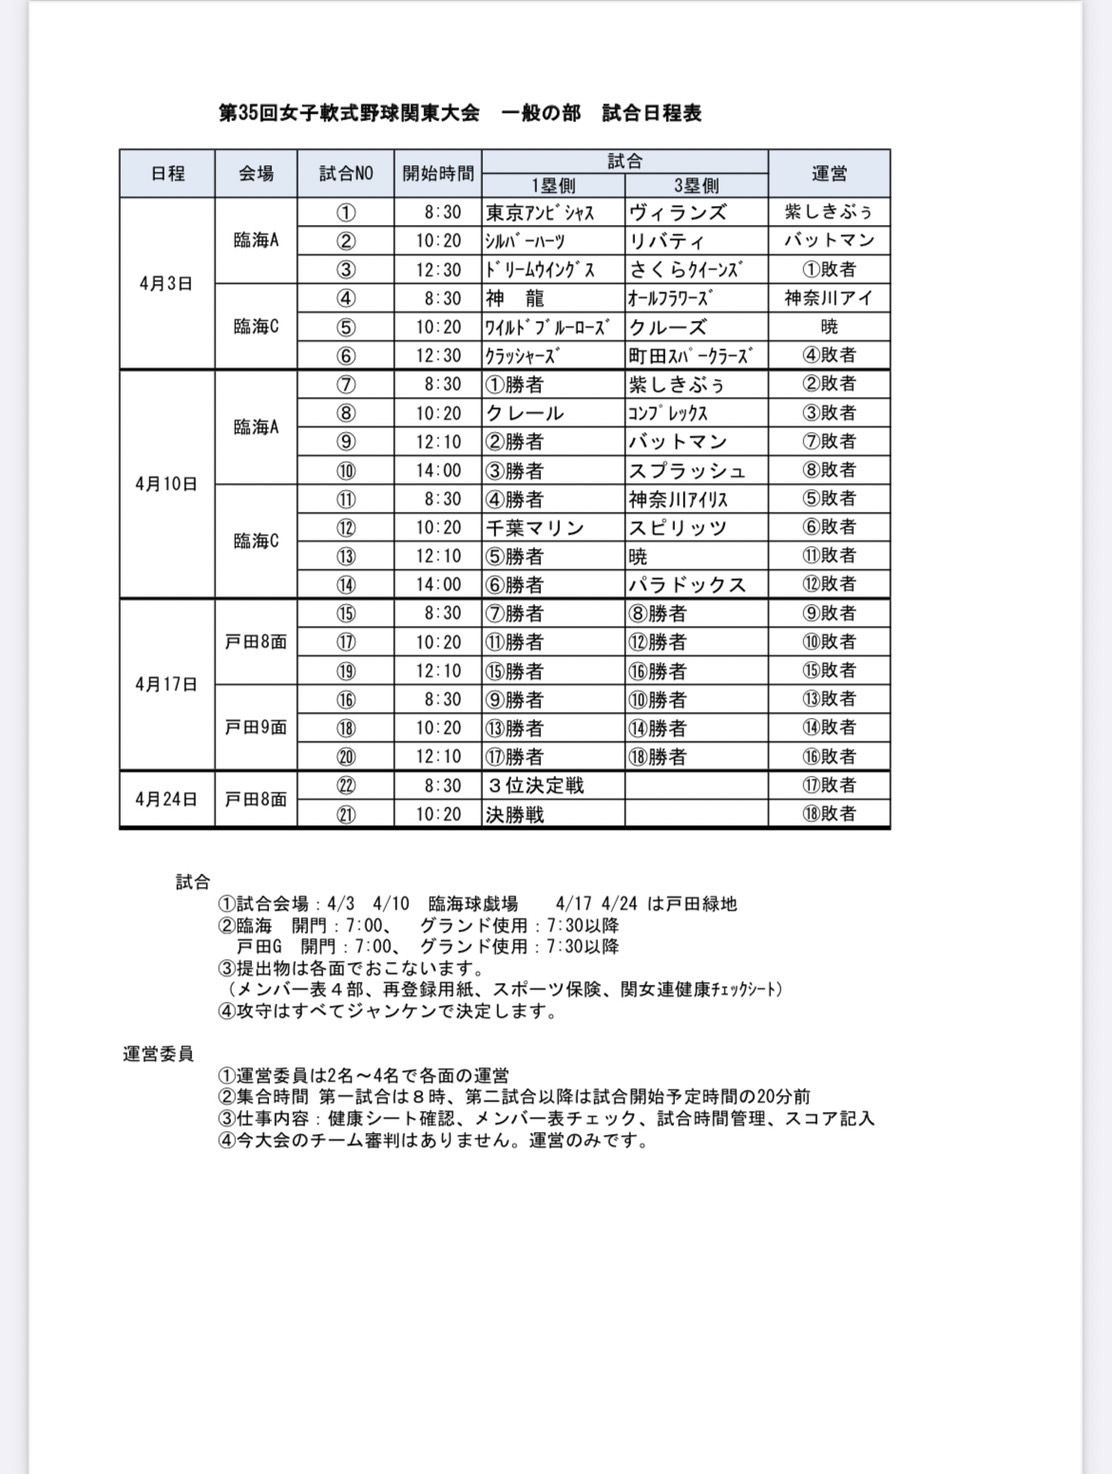 第35回女子軟式野球関東大会　一般の部　試合日程表
日程 会場 試合NO 開始時間 試合 運営
1塁側 3塁側
4月3日 臨海A ① 8:30 東京ｱﾝﾋﾞｼｬｽ ヴィランズ 紫しきぶぅ
② 10:20 ｼﾙﾊﾞｰﾊｰﾂ リバティ バットマン
③ 12:30 ﾄﾞﾘｰﾑｳｲﾝｸﾞｽ さくらｸｲｰﾝｽﾞ ①敗者
臨海C ④ 8:30 神　龍 ｵｰﾙﾌﾗﾜｰｽﾞ 神奈川アイ
⑤ 10:20 ﾜｲﾙﾄﾞﾌﾞﾙｰﾛｰｽﾞ クルーズ 暁
⑥ 12:30 ｸﾗｯｼｬｰｽﾞ 町田ｽﾊﾟｰｸﾗｰｽﾞ ④敗者
4月10日 臨海A ⑦ 8:30 ①勝者 紫しきぶぅ ②敗者
⑧ 10:20 クレール ｺﾝﾌﾟﾚｯｸｽ ③敗者
⑨ 12:10 ②勝者 バットマン ⑦敗者
⑩ 14:00 ③勝者 スプラッシュ ⑧敗者
臨海C ⑪ 8:30 ④勝者 神奈川ｱｲﾘｽ ⑤敗者
⑫ 10:20 千葉マリン スピリッツ ⑥敗者
⑬ 12:10 ⑤勝者 暁 ⑪敗者
⑭ 14:00 ⑥勝者 パラドックス ⑫敗者
4月17日 戸田8面 ⑮ 8:30 ⑦勝者 ⑧勝者 ⑨敗者
⑰ 10:20 ⑪勝者 ⑫勝者 ⑩敗者
⑲ 12:10 ⑮勝者 ⑯勝者 ⑮敗者
戸田9面 ⑯ 8:30 ⑨勝者 ⑩勝者 ⑬敗者
⑱ 10:20 ⑬勝者 ⑭勝者 ⑭敗者
⑳ 12:10 ⑰勝者 ⑱勝者 ⑯敗者
4月24日 戸田8面 ㉒ 8:30 ３位決定戦 ⑰敗者
㉑ 10:20 決勝戦 ⑱敗者
試合
①試合会場：4/3　4/10　臨海球戯場　　4/17 4/24 は戸田緑地
②臨海　開門：7:00、　グランド使用：7:30以降
戸田G　開門：7:00、　グランド使用：7:30以降
③提出物は各面でおこないます。
（メンバー表４部、再登録用紙、スポーツ保険、関女連健康ﾁｪｯｸｼｰﾄ）
④攻守はすべてジャンケンで決定します。
運営委員
①運営委員は2名～4名で各面の運営
②集合時間 第一試合は８時、第二試合以降は試合開始予定時間の20分前
③仕事内容：健康シート確認、メンバー表チェック、試合時間管理、スコア記入
④今大会のチーム審判はありません。運営のみです。